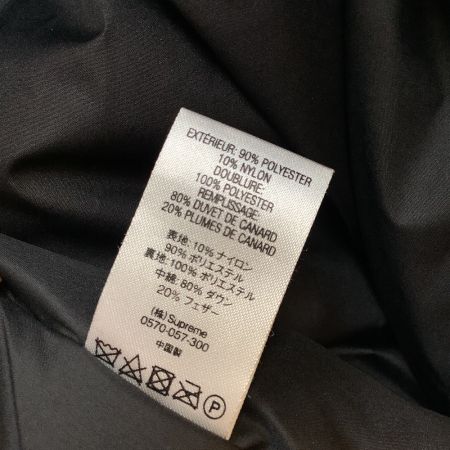 EXTÉRIEUR: 90% POLYESTER
10% NYLON
DOUBLURE:
100% POLYESTER
REMPLISSAGE:
80% DUVET DE CANARD
20% PLUMES DE CANARD
表地:10% ナイロン
90% ポリエステル
裏地:100% ポリエステル
中綿:80% ダウン
20% フェザー
(株) Supreme
0570-057-300
中国製
P